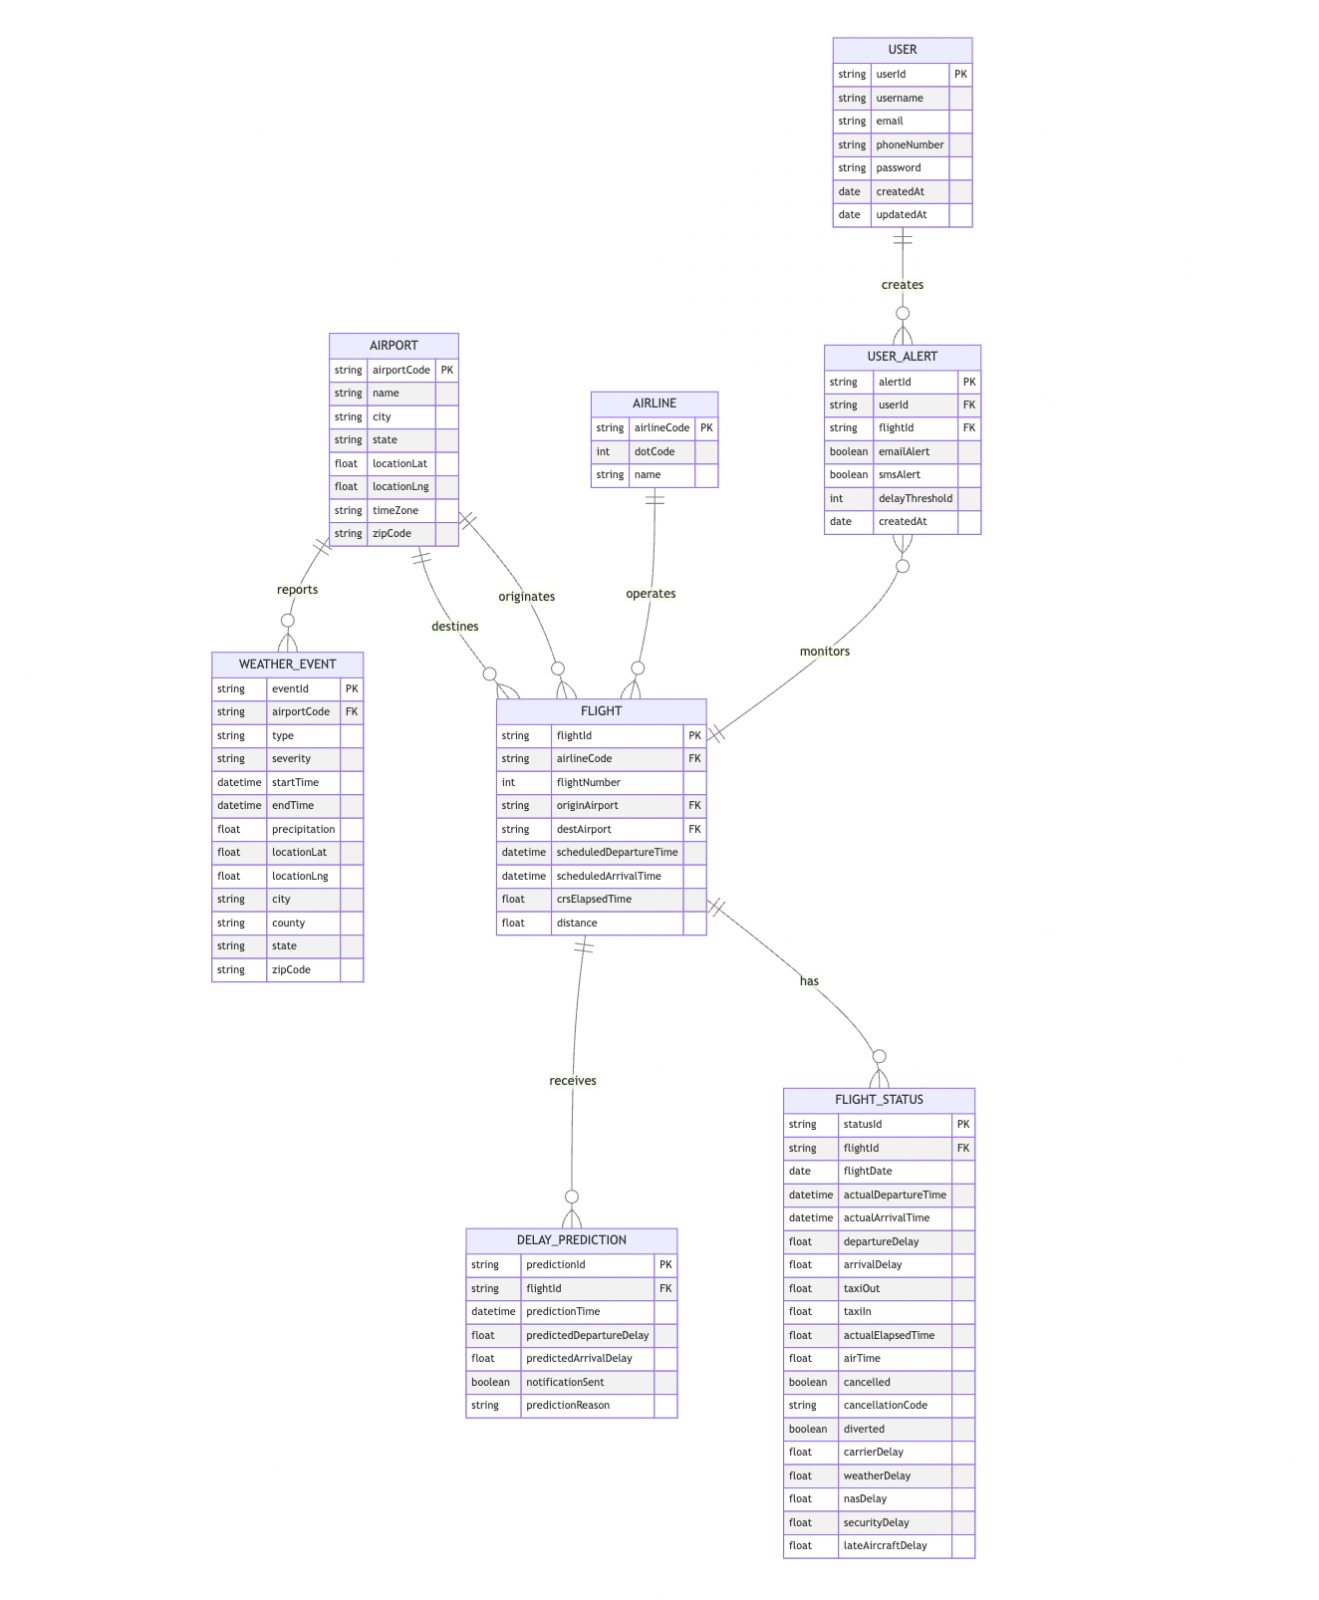 USER
string userId PK
string username
string email
string phoneNumber
string password
date createdAt
date updatedAt
creates
AIRPORT
string airportCode PK
string name
string city
string state
float locationLat
float locationLng
string timeZone
string zipCode
AIRLINE
string airlineCode PK
int dotCode
string name
USER_ALERT
string alertId PK
string userId FK
string flightId FK
boolean emailAlert
boolean smsAlert
int delayThreshold
date createdAt
reports
destines
originates
operates
monitors
WEATHER_EVENT
string eventId PK
string airportCode FK
string type
string severity
datetime startTime
datetime endTime
float precipitation
float locationLat
float locationLng
string city
string county
string state
string zipCode
FLIGHT
string flightId PK
string airlineCode FK
int flightNumber
string originAirport FK
string destAirport FK
datetime scheduledDepartureTime
datetime scheduledArrivalTime
float crsElapsedTime
float distance
has
receives
DELAY_PREDICTION
string predictionId PK
string flightId FK
datetime predictionTime
float predictedDepartureDelay
float predictedArrivalDelay
boolean notificationSent
string predictionReason
FLIGHT_STATUS
string statusId PK
string flightId FK
date flightDate
datetime actualDepartureTime
datetime actualArrivalTime
float departureDelay
float arrivalDelay
float taxiOut
float taxiIn
float actualElapsedTime
float airTime
boolean cancelled
string cancellationCode
boolean diverted
float carrierDelay
float weatherDelay
float nasDelay
float securityDelay
float lateAircraftDelay